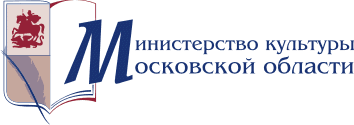 Министерство культуры
Московской области